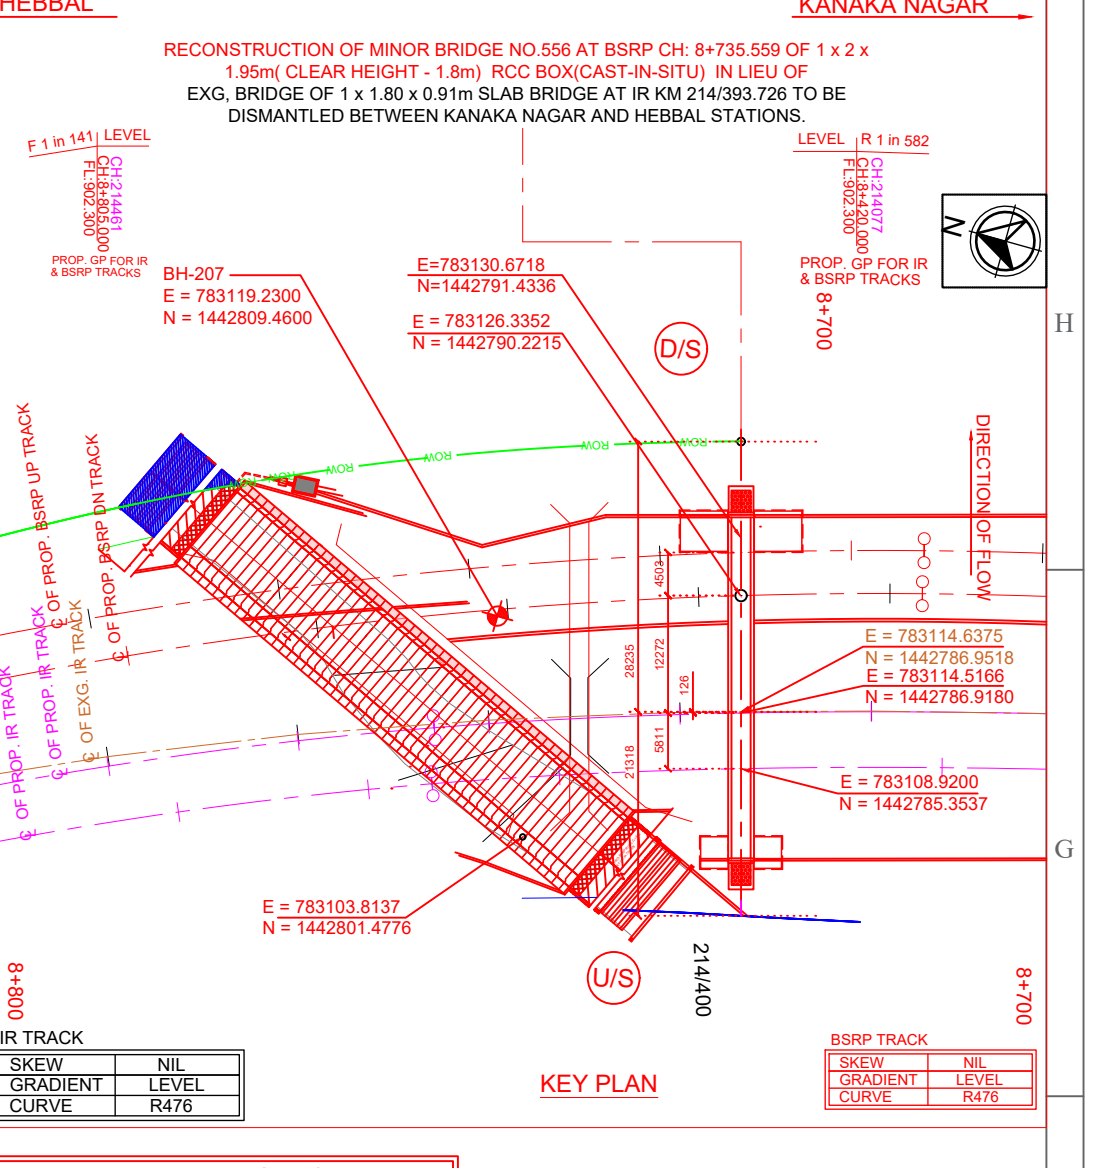 HEBBAL
KANAKA NAGAR
RECONSTRUCTION OF MINOR BRIDGE NO.556 AT BSRP CH: 8+735.559 OF 1 x 2 x
1.95m( CLEAR HEIGHT - 1.8m) RCC BOX(CAST-IN-SITU) IN LIEU OF
EXG, BRIDGE OF 1 x 1.80 x 0.91m SLAB BRIDGE AT IR KM 214/393.726 TO BE
DISMANTLED BETWEEN KANAKA NAGAR AND HEBBAL STATIONS.
F 1 in 141 LEVEL
CH:214461
CH:8+805.000
FL:902.300
PROP. GP FOR IR
& BSRP TRACKS
LEVEL R 1 in 582
CH:214077
CH:8+420.000
FL:902.300
PROP. GP FOR IR
& BSRP TRACKS
N
8+700
H
BH-207
E = 783119.2300
N = 1442809.4600
E=783130.6718
N=1442791.4336
E = 783126.3352
N = 1442790.2215
D/S
DIRECTION OF FLOW
ROW
ROW
ROW
ROW
ROW
ROW
℄ OF PROP. BSRP UP TRACK
℄ OF PROP. BSRP DN TRACK
℄ OF EXG. IR TRACK
℄ OF PROP. IR TRACK
℄ OF PROP. IR TRACK
4503
12272
28235
126
5811
21318
E = 783114.6375
N = 1442786.9518
E = 783114.5166
N = 1442786.9180
E = 783108.9200
N = 1442785.3537
G
E = 783103.8137
N = 1442801.4776
U/S
214/400
8+800
8+700
IR TRACK
SKEW NIL
GRADIENT LEVEL
CURVE R476
KEY PLAN
BSRP TRACK
SKEW NIL
GRADIENT LEVEL
CURVE R476